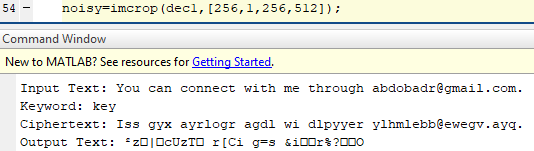 54 – noisy=imcrop(dec1,[256,1,256,512]);
Command Window
New to MATLAB? See resources for Getting Started.
Input Text: You can connect with me through abdobadr@gmail.com.
Keyword: key
Ciphertext: Iss gyx ayrlogr agdl wi dlpyyer ylhmlebb@ewegv.ayq.
Output Text: ²z□|□cUzT□ r[Ci g=s &i□□r%?□□O